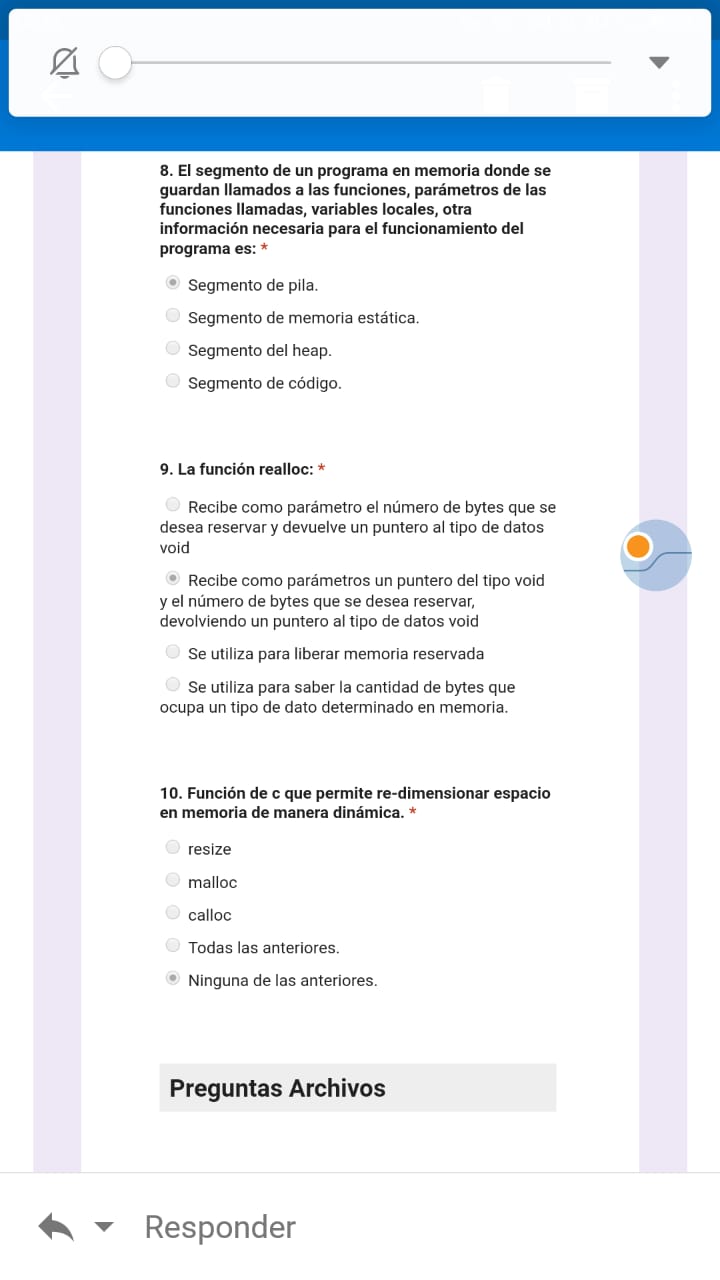 8. El segmento de un programa en memoria donde se
guardan llamados a las funciones, parámetros de las
funciones llamadas, variables locales, otra
información necesaria para el funcionamiento del
programa es: *
Segmento de pila.
Segmento de memoria estática.
Segmento del heap.
Segmento de código.
9. La función realloc: *
Recibe como parámetro el número de bytes que se
desea reservar y devuelve un puntero al tipo de datos
void
Recibe como parámetros un puntero del tipo void
y el número de bytes que se desea reservar,
devolviendo un puntero al tipo de datos void
Se utiliza para liberar memoria reservada
Se utiliza para saber la cantidad de bytes que
ocupa un tipo de dato determinado en memoria.
10. Función de c que permite re-dimensionar espacio
en memoria de manera dinámica. *
resize
malloc
calloc
Todas las anteriores.
Ninguna de las anteriores.
Preguntas Archivos
Responder